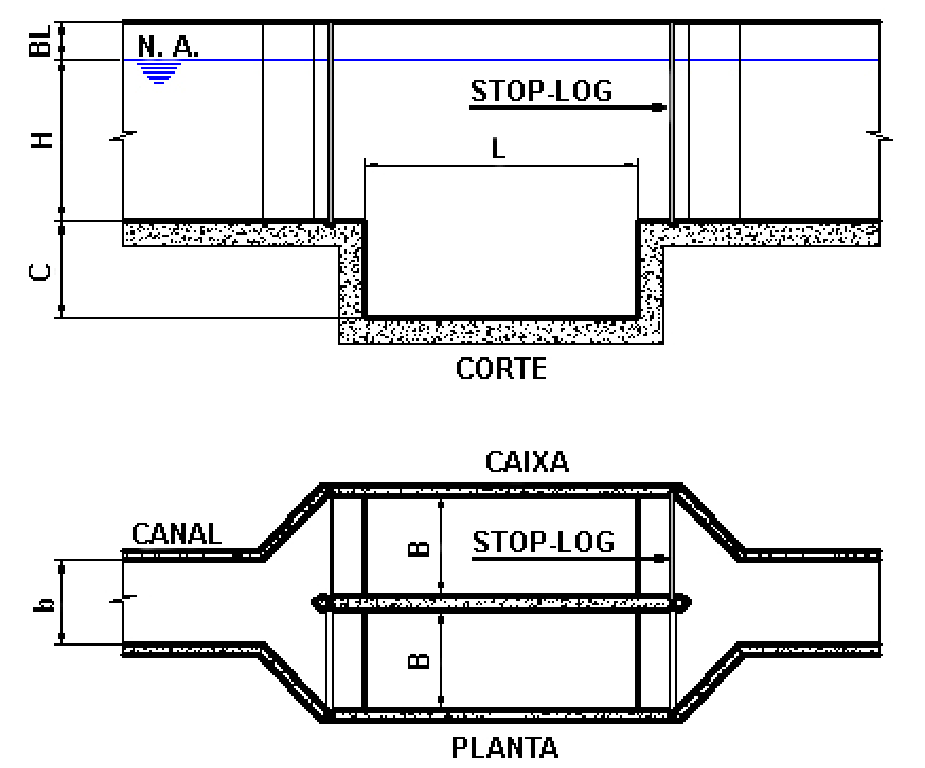 BL
N. A.
STOP-LOG
H
L
C
CORTE
CAIXA
CANAL
STOP-LOG
B
b
B
PLANTA